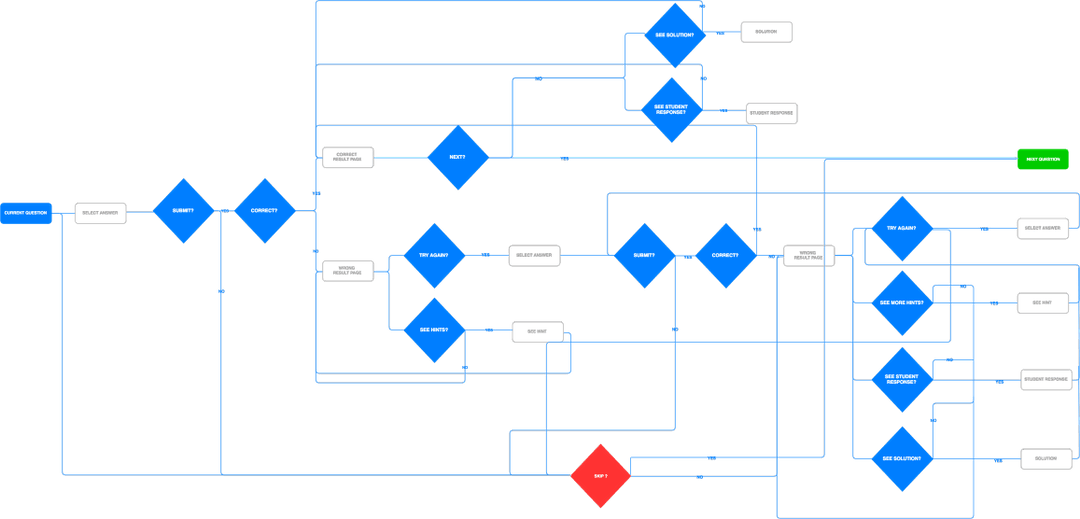 NO
SEE SOLUTION?
YES
SOLUTION
NO
NO
SEE STUDENT
RESPONSE?
YES
STUDENT RESPONSE
CORRECT
RESULT PAGE
NEXT?
YES
NEXT QUESTION
YES
CURRENT QUESTION
SELECT ANSWER
SUBMIT?
YES
CORRECT?
NO
WRONG
RESULT PAGE
TRY AGAIN?
YES
SELECT ANSWER
SUBMIT?
YES
CORRECT?
YES
NO
WRONG
RESULT PAGE
TRY AGAIN?
YES
SELECT ANSWER
NO
SEE HINTS?
YES
SEE HINT
NO
NO
SEE MORE HINTS?
NO
YES
SEE HINT
SEE STUDENT
RESPONSE?
NO
YES
STUDENT RESPONSE
SEE SOLUTION?
NO
YES
SOLUTION
SKIP ?
YES
NO